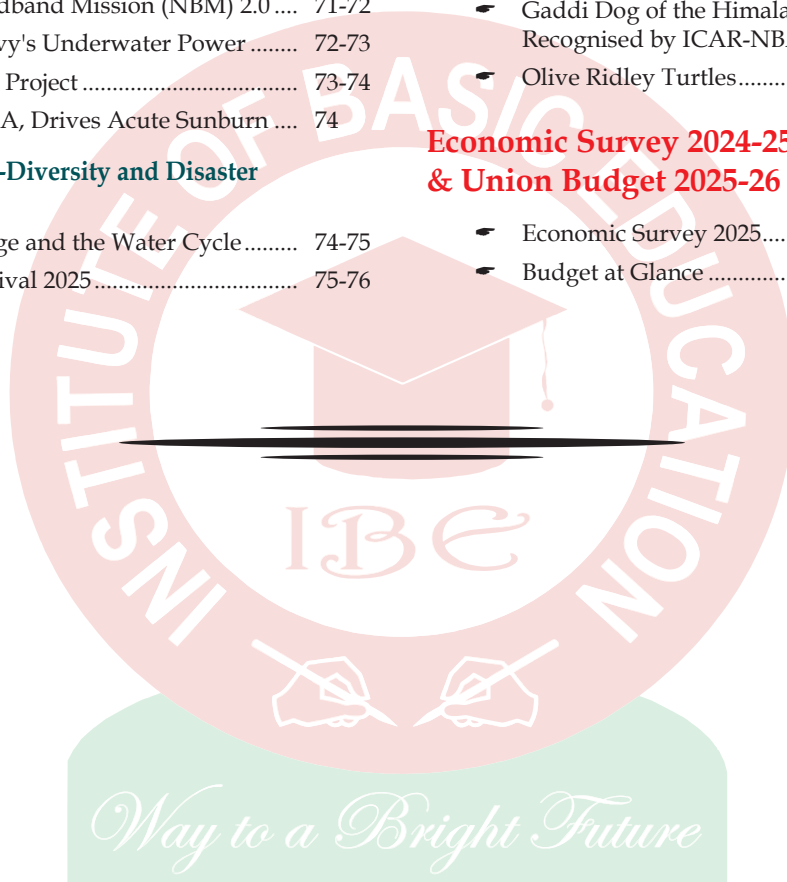 dband Mission (NBM) 2.0 .... 71-72
vy's Underwater Power ........ 72-73
Project .................................... 73-74
A, Drives Acute Sunburn .... 74
-Diversity and Disaster
ge and the Water Cycle ......... 74-75
ival 2025 .................................. 75-76
☛ Gaddi Dog of the Himala
Recognised by ICAR-NB
☛ Olive Ridley Turtles ........
Economic Survey 2024-25
& Union Budget 2025-26
☛ Economic Survey 2025 ....
☛ Budget at Glance .............
INSTITUTE OF BASIC EDUCATION
IBE
Way to a Bright Future